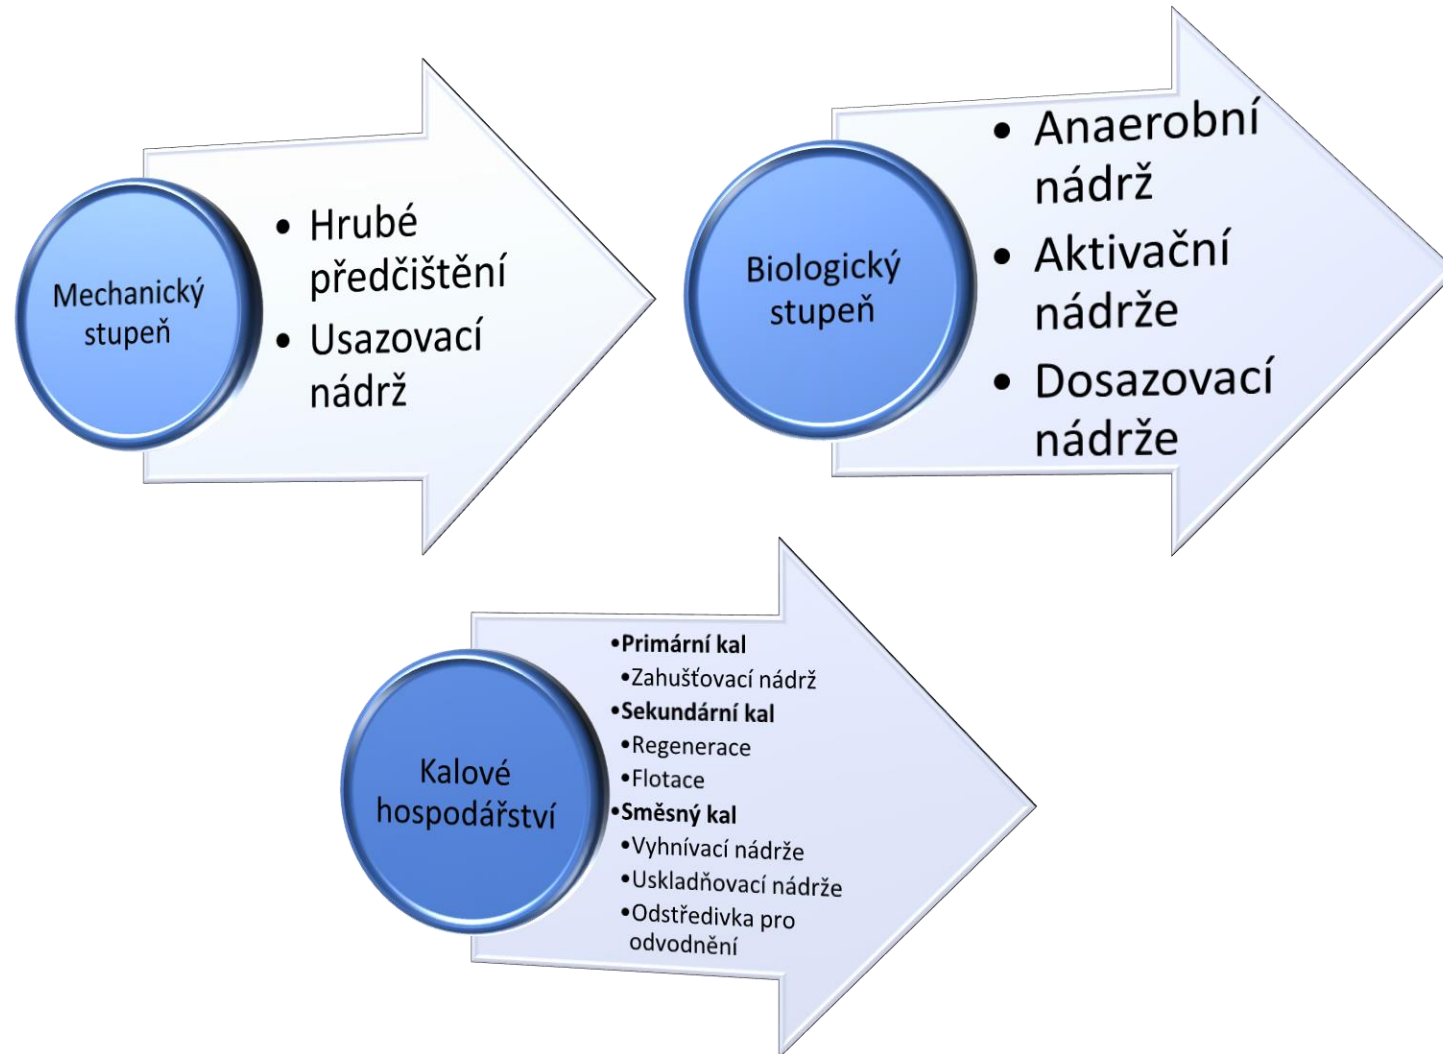 Mechanický
stupeň
• Hrubé
předčištění
• Usazovací
nádrž
Biologický
stupeň
• Anaerobní
nádrž
• Aktivační
nádrže
• Dosazovací
nádrže
Kalové
hospodářství
•Primární kal
•Zahušťovací nádrž
•Sekundární kal
•Regenerace
•Flotace
•Směsný kal
•Vyhnívací nádrže
•Uskladňovací nádrže
•Odstředivka pro
odvodnění